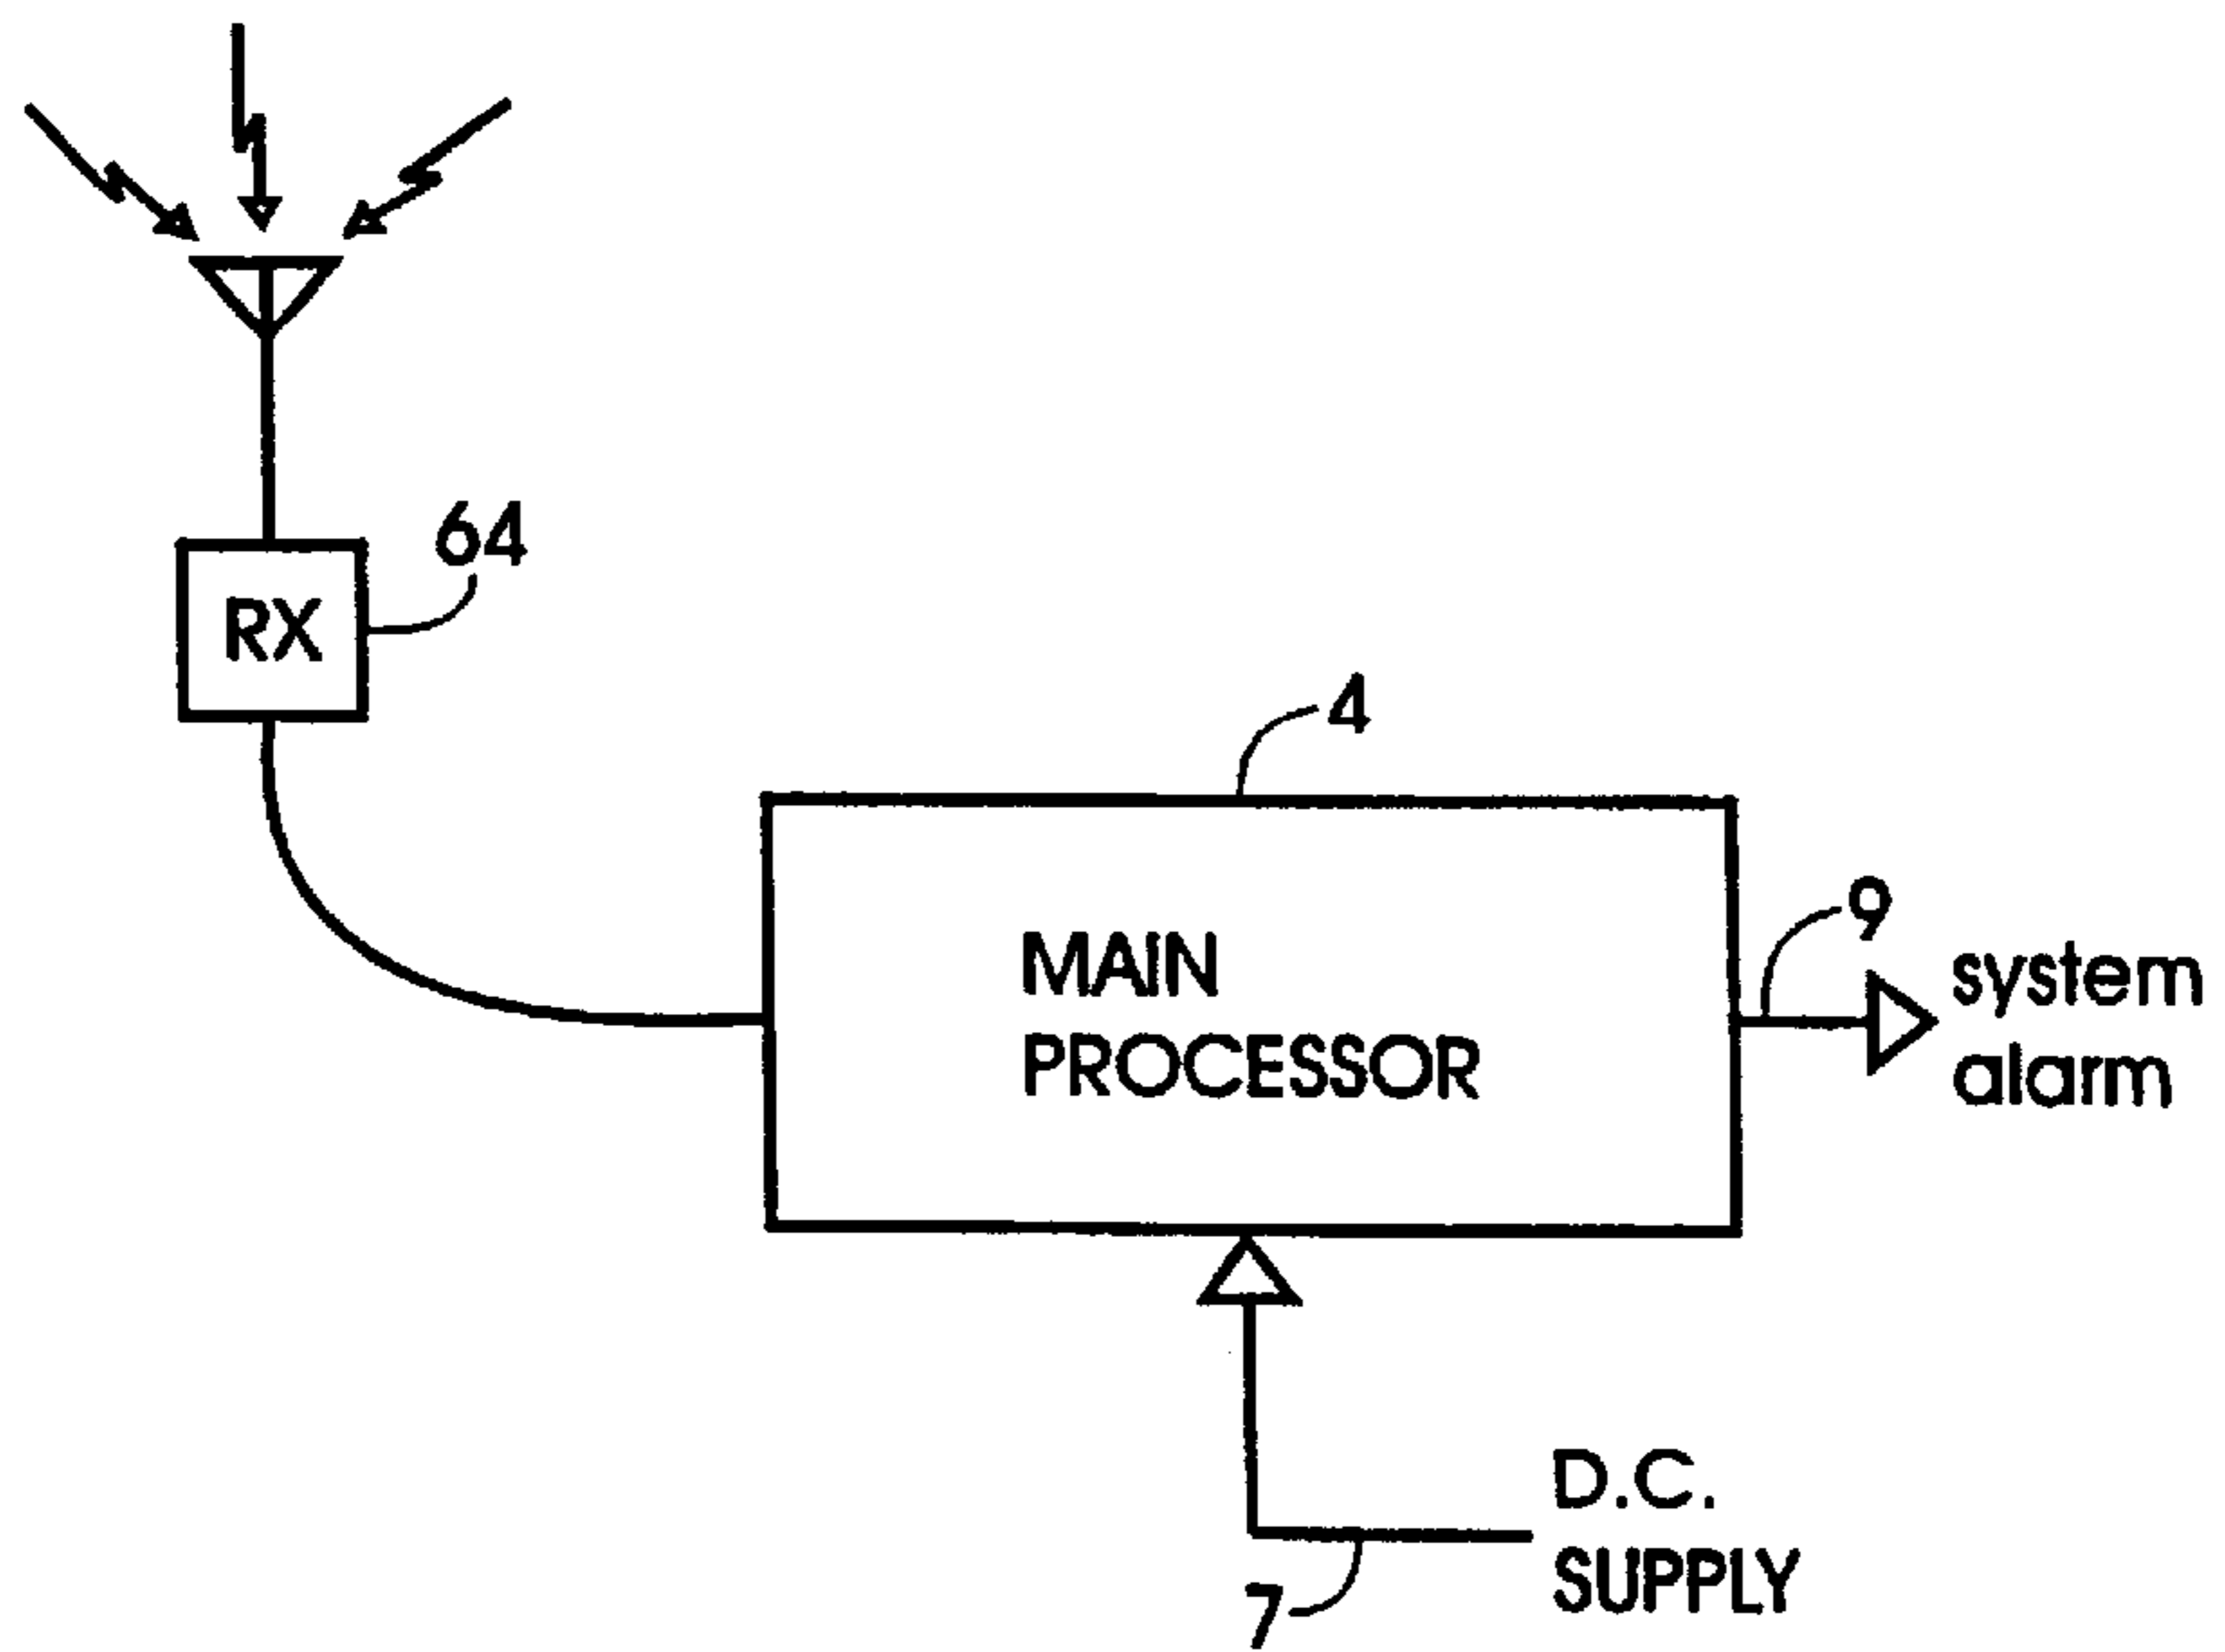 64
RX
4
9
MAIN
PROCESSOR
system
alarm
D.C.
SUPPLY
7